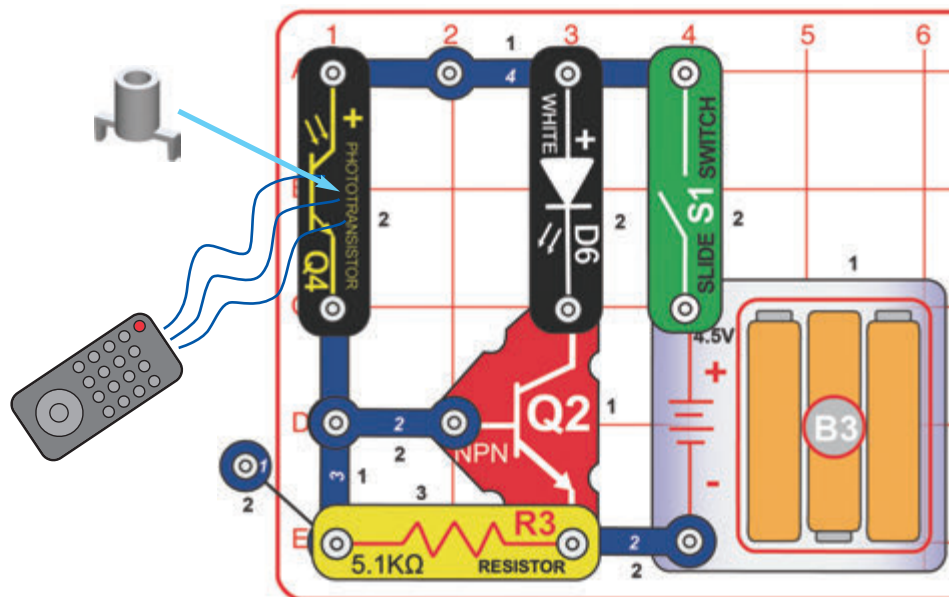 1 2 3 4 5 6
1
4
A
+
PHOTOTRANSISTOR
Q4
2
WHITE
+
D6
2
SLIDE S1 SWITCH
2
1
B
C
4.5V
+
-
B3
D
2
2
NPN
Q2
1
1
2
3
1
3
E
5.1KΩ
R3
RESISTOR
2
2